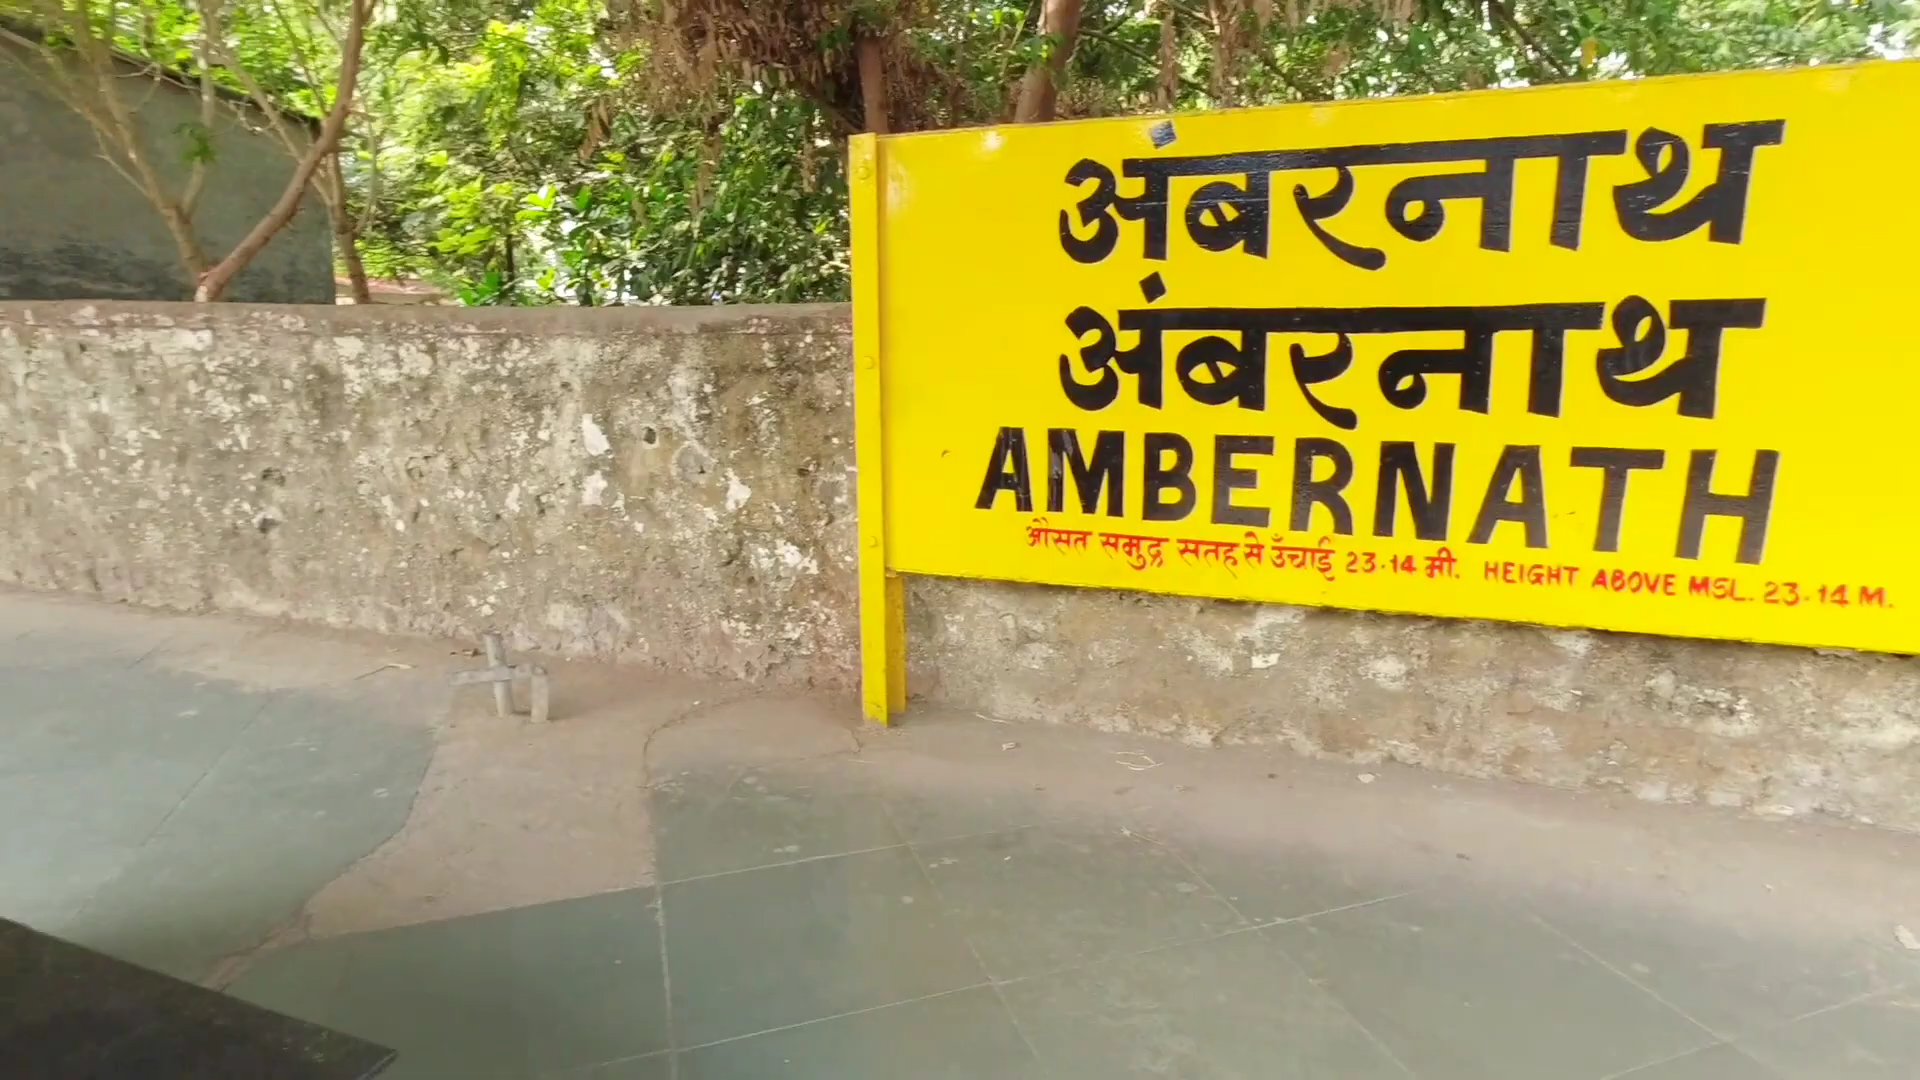 अंबरनाथ
अंबरनाथ
AMBERNATH
औसत समुद्र सतह से उँचाई 23.14 मी. HEIGHT ABOVE MSL. 23.14 M.